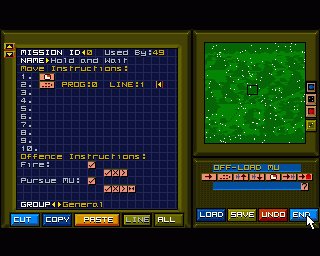 MISSION ID 0 Used By:49
NAME Hold and Wait
Move Instructions:
1.
2. PROG:0 LINE:1
3.
4.
5.
6.
7.
8.
9.
10.
Offence Instructions:
Fire:
Pursue MU:
GROUP General
CUT COPY PASTE LINE ALL
OFF-LOAD MU
?
LOAD SAVE UNDO END